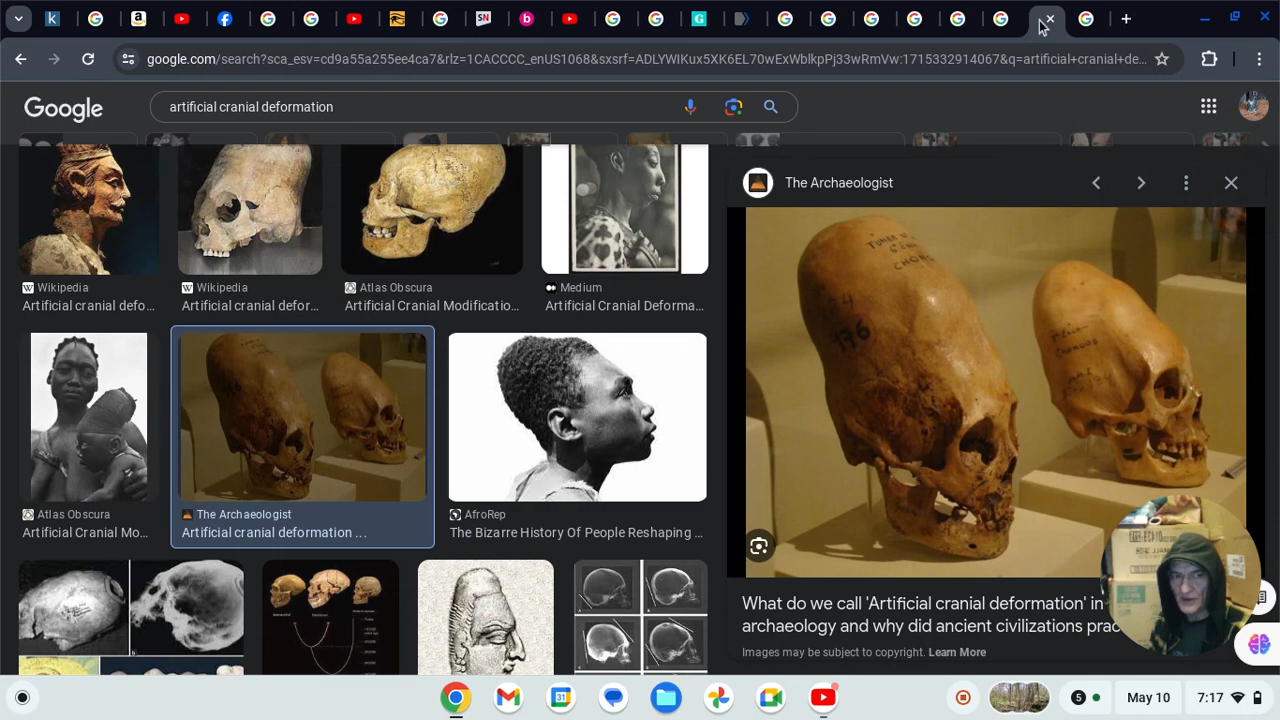 google.com/search?sca_esv=cd9a55a255ee4ca7&rlz=1CACCCC_enUS1068&sxsrf=ADLYWIKux5XK6EL70wExWblkpPj33wRmVw:1715332914067&q=artificial+cranial+de...
Google
artificial cranial deformation
The Archaeologist
Wikipedia
Artificial cranial defo...
Wikipedia
Artificial cranial defor...
Atlas Obscura
Artificial Cranial Modificatio...
Medium
Artificial Cranial Deforma...
Atlas Obscura
Artificial Cranial Mo...
The Archaeologist
Artificial cranial deformation ...
AfroRep
The Bizarre History Of People Reshaping ...
What do we call 'Artificial cranial deformation' in
archaeology and why did ancient civilizations prac
Images may be subject to copyright. Learn More
5
May 10
7:17